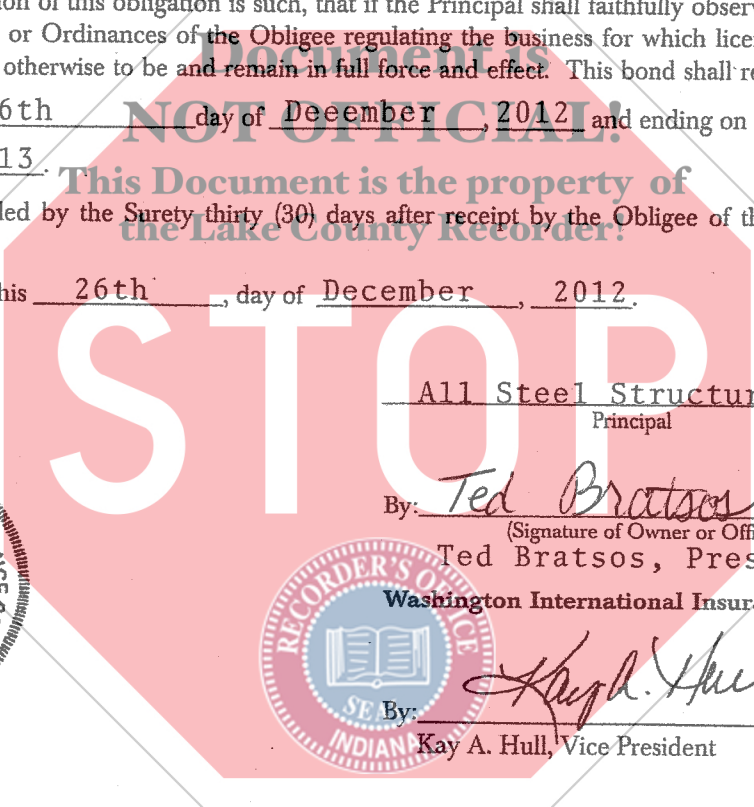 on of this obligation is such, that if the Principal shall faithfully observ
or Ordinances of the Obligee regulating the business for which lice
Document is
otherwise to be and remain in full force and effect. This bond shall re
6th day of Deeember, 2012 and ending on
NOT OFFICIAL!
13.
This Document is the property of
led by the Surety thirty (30) days after receipt by the Obligee of th
the Lake County Recorder!
his 26th, day of December, 2012.
STOP
All Steel Structur
Principal
By: Ted Bratsos
(Signature of Owner or Offi
Ted Bratsos, Pres
Washington International Insur
RECORDER'S OFFICE
SEAL
INDIANA
By: Kay A. Hull
Kay A. Hull, Vice President